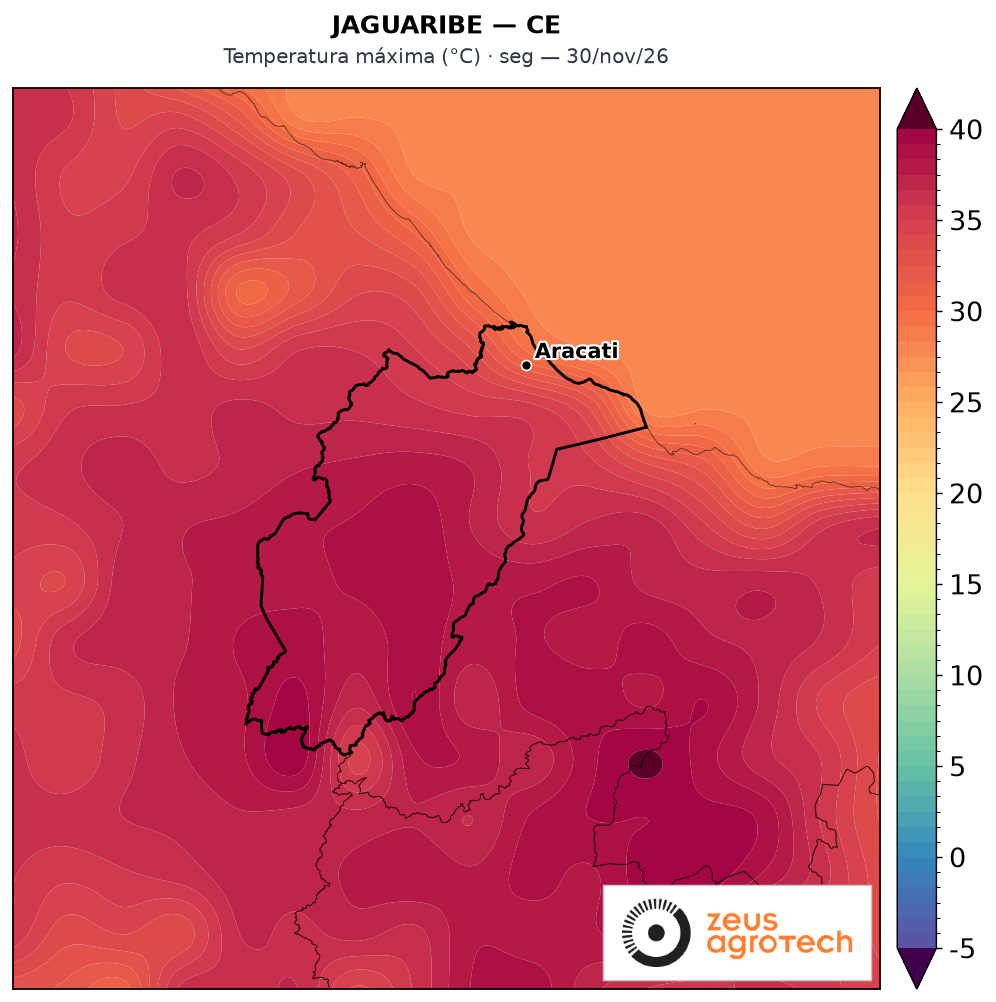 JAGUARIBE — CE
Temperatura máxima (°C) · seg — 30/nov/26
Aracati
40
35
30
25
20
15
10
5
0
-5
zeus
agrotech